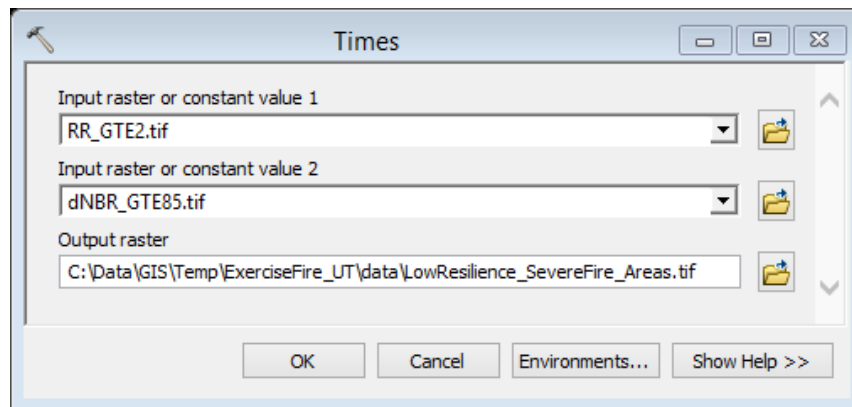 Times
Input raster or constant value 1
RR_GTE2.tif
Input raster or constant value 2
dNBR_GTE85.tif
Output raster
C:\Data\GIS\Temp\ExerciseFire_UT\data\LowResilience_SevereFire_Areas.tif
OK Cancel Environments... Show Help >>